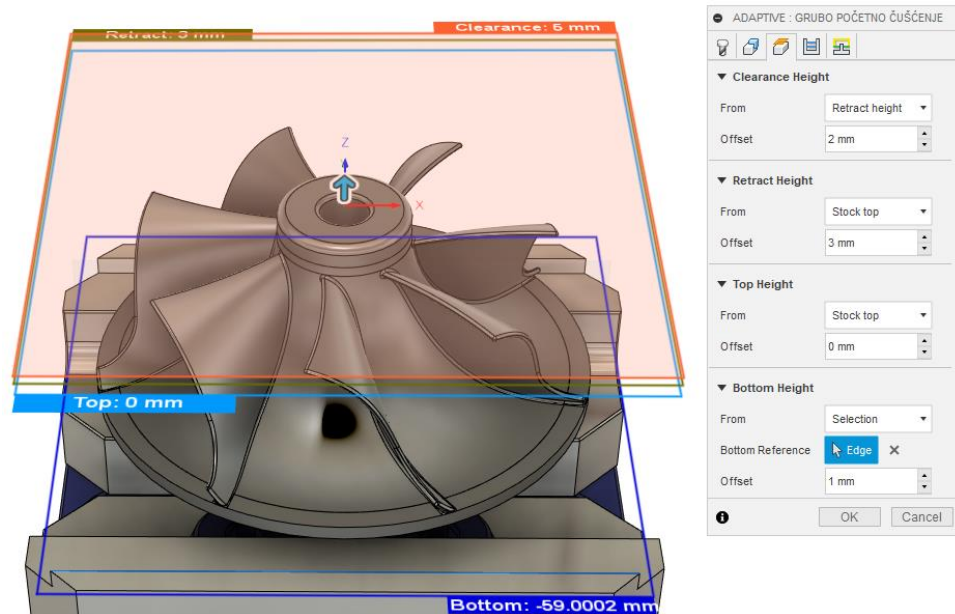 Retract: 3 mm
Clearance: 5 mm
Z
X
Top: 0 mm
Bottom: -59.0002 mm
ADAPTIVE : GRUBO POČETNO ČUŠĆENJE
Clearance Height
From Retract height
Offset 2 mm
Retract Height
From Stock top
Offset 3 mm
Top Height
From Stock top
Offset 0 mm
Bottom Height
From Selection
Bottom Reference Edge
Offset 1 mm
OK Cancel